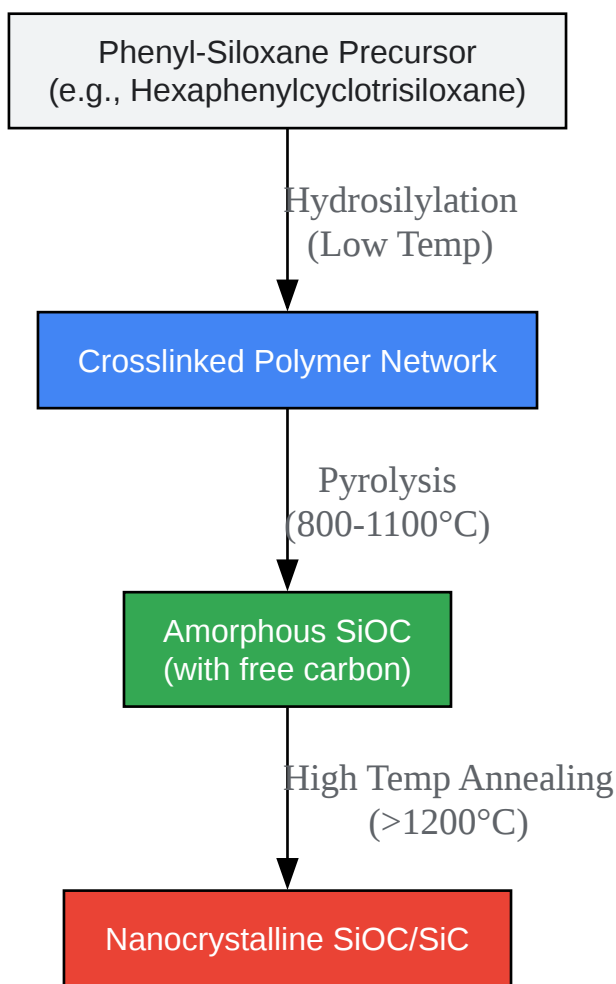 Phenyl-Siloxane Precursor
(e.g., Hexaphenylcyclotrisiloxane)
Hydrosilylation
(Low Temp)
Crosslinked Polymer Network
Pyrolysis
(800-1100°C)
Amorphous SiOC
(with free carbon)
High Temp Annealing
(>1200°C)
Nanocrystalline SiOC/SiC